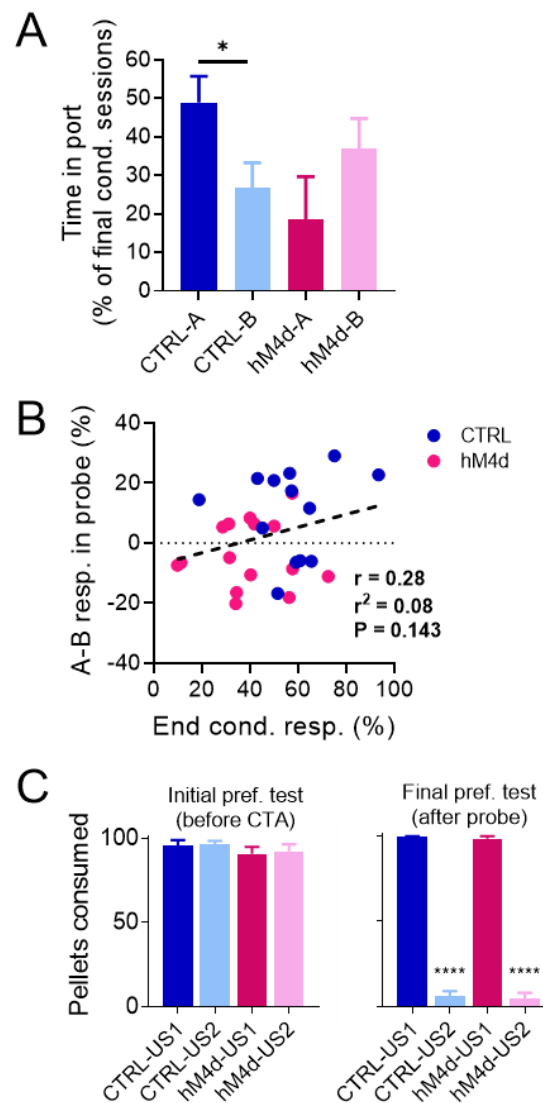 A
*
Time in port
(% of final cond. sessions)
60
50
40
30
20
10
0
CTRL-A
CTRL-B
hM4d-A
hM4d-B
B
A-B resp. in probe (%)
40
20
0
-20
-40
CTRL
hM4d
r = 0.28
r2 = 0.08
P = 0.143
0 20 40 60 80 100
End cond. resp. (%)
C
Initial pref. test
(before CTA)
Final pref. test
(after probe)
Pellets consumed
100
50
0
CTRL-US1
CTRL-US2
hM4d-US1
hM4d-US2
100
50
0
**** ****
CTRL-US1
CTRL-US2
hM4d-US1
hM4d-US2